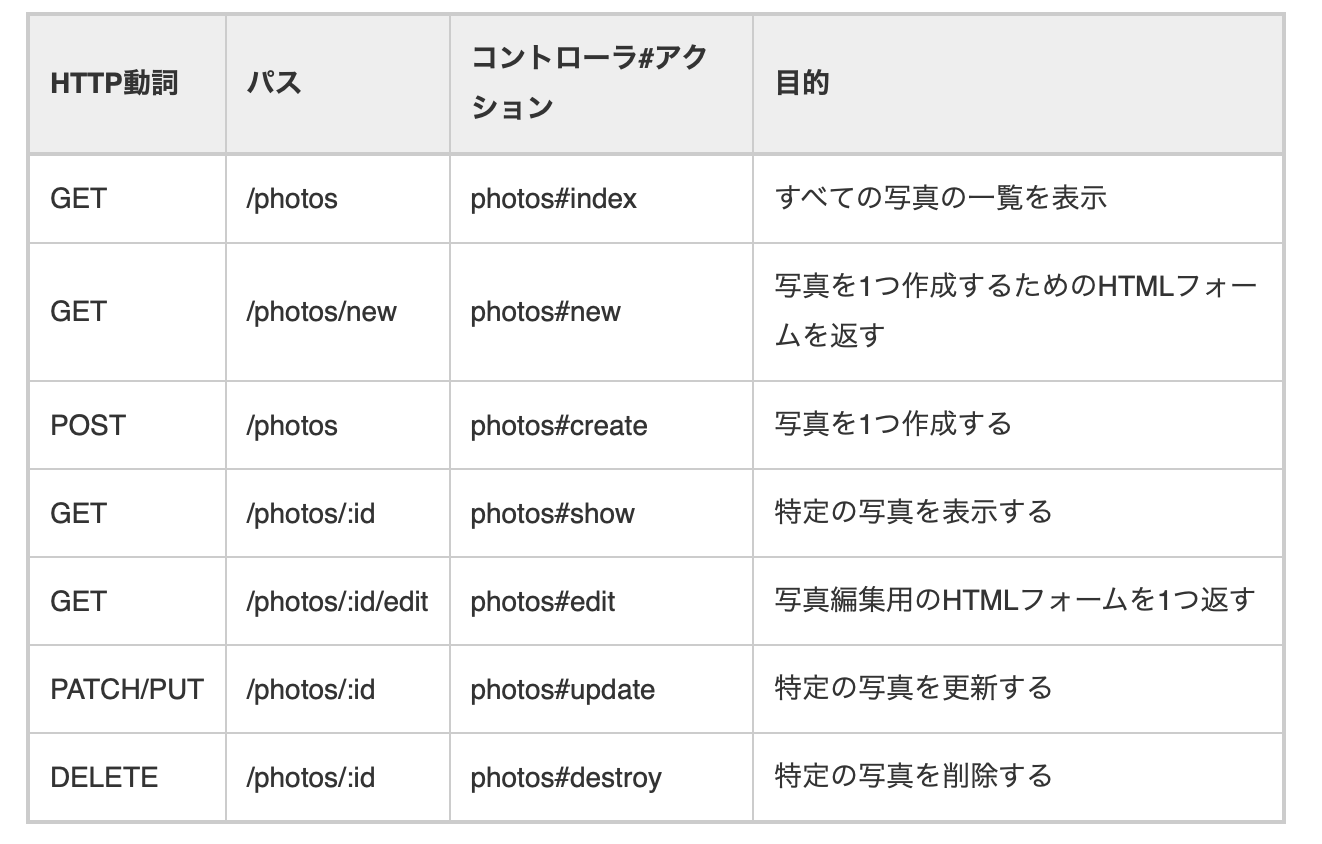 HTTP動詞 パス コントローラ#アク
ション 目的
GET /photos photos#index すべての写真の一覧を表示
GET /photos/new photos#new 写真を1つ作成するためのHTMLフォー
ムを返す
POST /photos photos#create 写真を1つ作成する
GET /photos/:id photos#show 特定の写真を表示する
GET /photos/:id/edit photos#edit 写真編集用のHTMLフォームを1つ返す
PATCH/PUT /photos/:id photos#update 特定の写真を更新する
DELETE /photos/:id photos#destroy 特定の写真を削除する